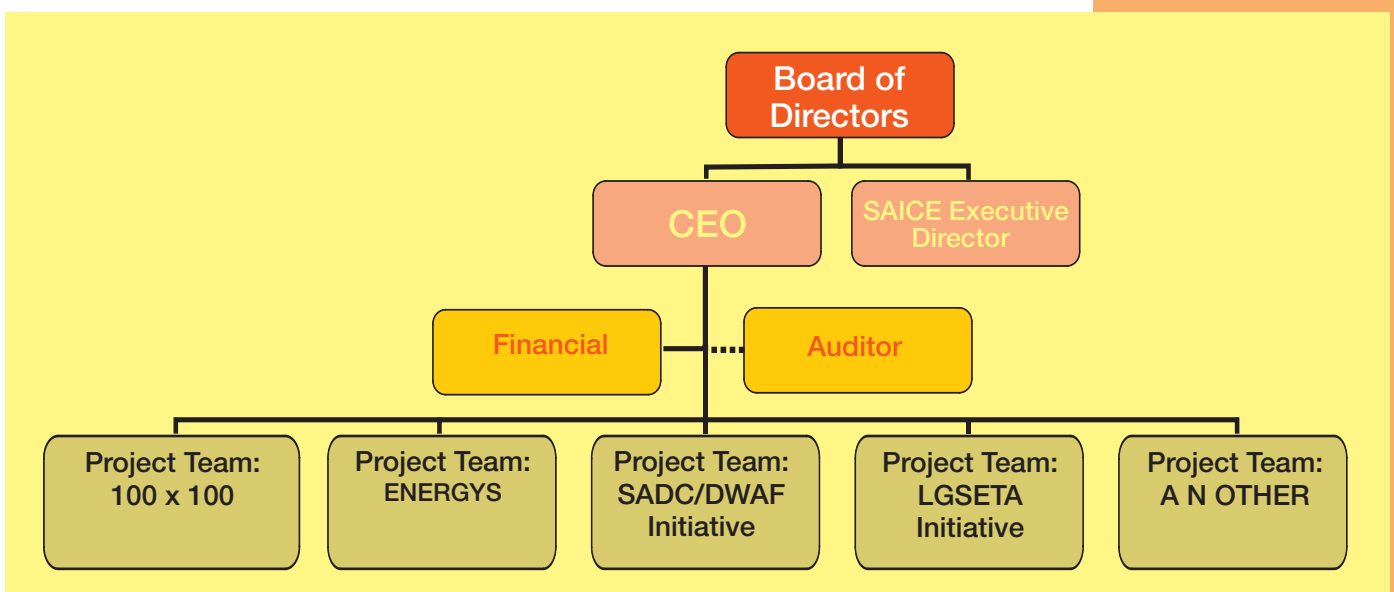 Board of
Directors
CEO
SAICE Executive
Director
Financial
Auditor
Project Team:
100 x 100
Project Team:
ENERGYS
Project Team:
SADC/DWAF
Initiative
Project Team:
LGSETA
Initiative
Project Team:
A N OTHER